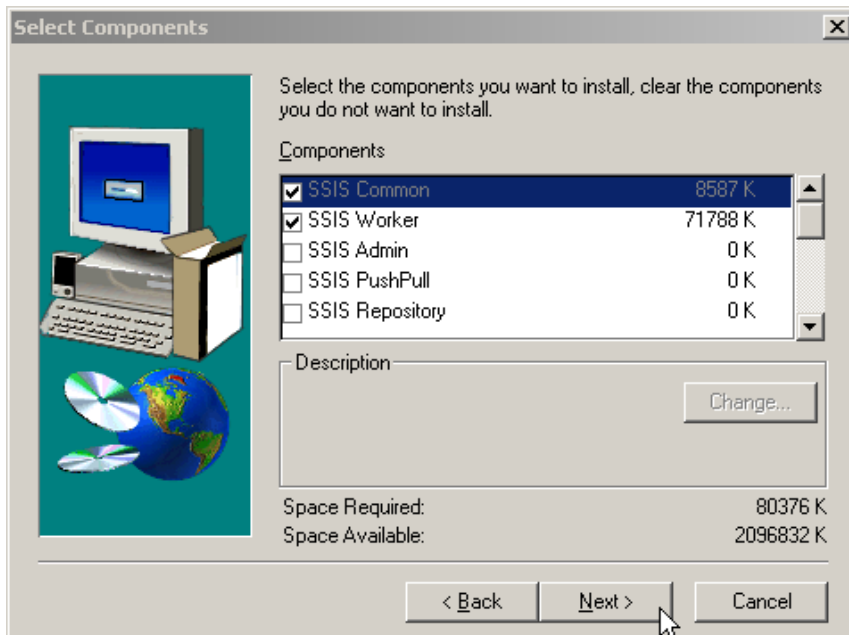 Select Components
Select the components you want to install, clear the components
you do not want to install.
Components
SSIS Common 8587 K
SSIS Worker 71788 K
SSIS Admin 0 K
SSIS PushPull 0 K
SSIS Repository 0 K
Description
Change...
Space Required: 80376 K
Space Available: 2096832 K
< Back Next > Cancel